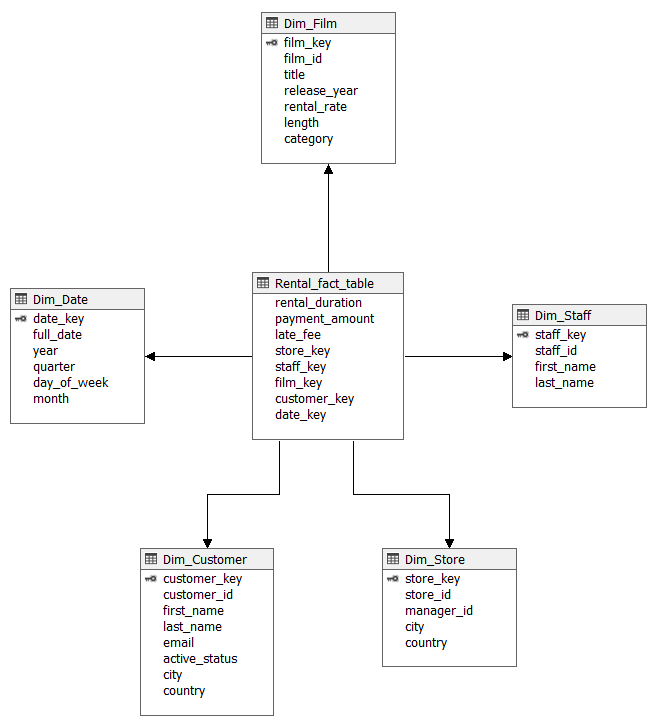 Dim_Film
film_key
film_id
title
release_year
rental_rate
length
category
Rental_fact_table
rental_duration
payment_amount
late_fee
store_key
staff_key
film_key
customer_key
date_key
Dim_Date
date_key
full_date
year
quarter
day_of_week
month
Dim_Staff
staff_key
staff_id
first_name
last_name
Dim_Customer
customer_key
customer_id
first_name
last_name
email
active_status
city
country
Dim_Store
store_key
store_id
manager_id
city
country